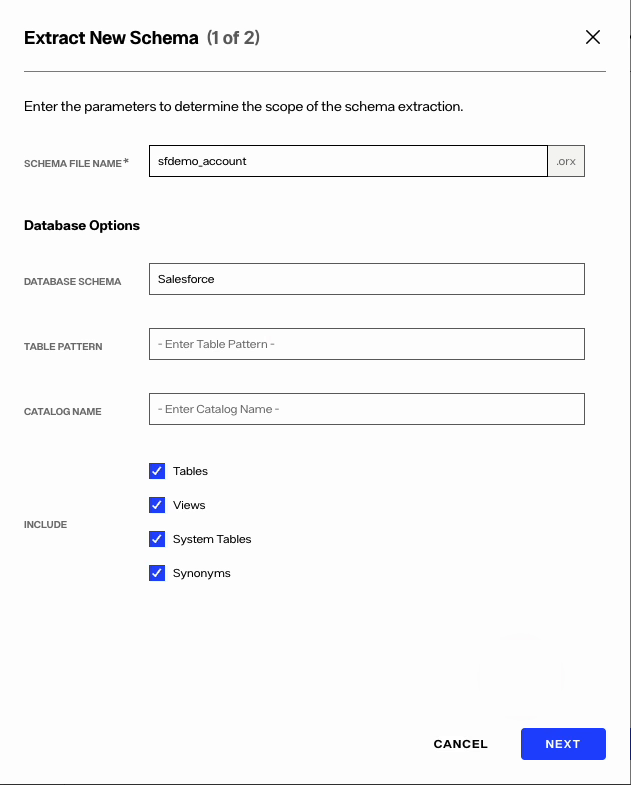 Extract New Schema (1 of 2)
Enter the parameters to determine the scope of the schema extraction.
SCHEMA FILE NAME* sfdemo_account .orx
Database Options
DATABASE SCHEMA Salesforce
TABLE PATTERN - Enter Table Pattern -
CATALOG NAME - Enter Catalog Name -
Tables
Views
INCLUDE
System Tables
Synonyms
CANCEL NEXT